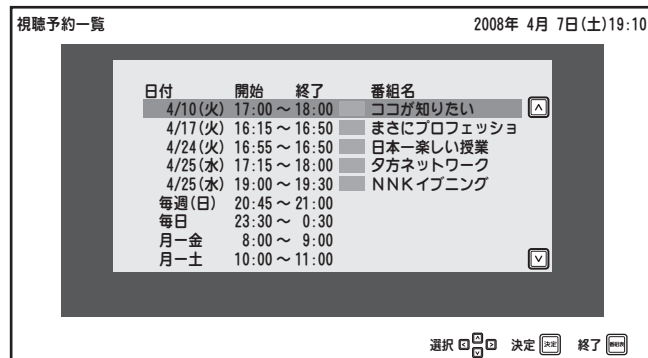 視聴予約一覧 2008年 4月 7日(土)19:10
日付 開始 終了 番組名
4/10(火) 17:00～18:00 ココが知りたい
4/17(火) 16:15～16:50 まさにプロフェッショ
4/24(火) 16:55～16:50 日本一楽しい授業
4/25(水) 17:15～18:00 夕方ネットワーク
4/25(水) 19:00～19:30 NNKイブニング
毎週(日) 20:45～21:00
毎日 23:30～ 0:30
月ー金 8:00～ 9:00
月ー土 10:00～11:00
選択 決定 決定 終了 番組表